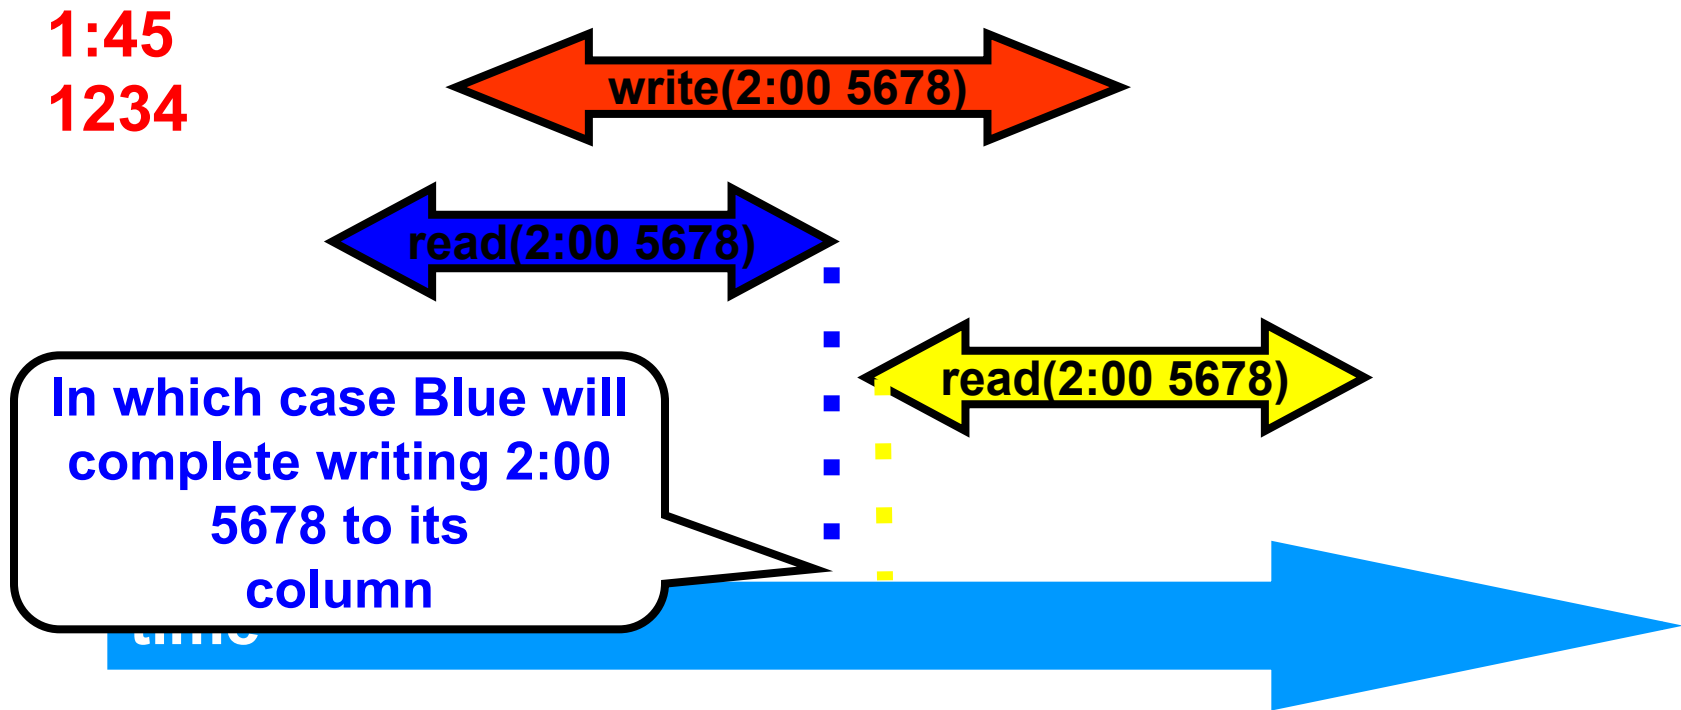 1:45
1234
write(2:00 5678)
read(2:00 5678)
read(2:00 5678)
In which case Blue will
complete writing 2:00
5678 to its
column
time